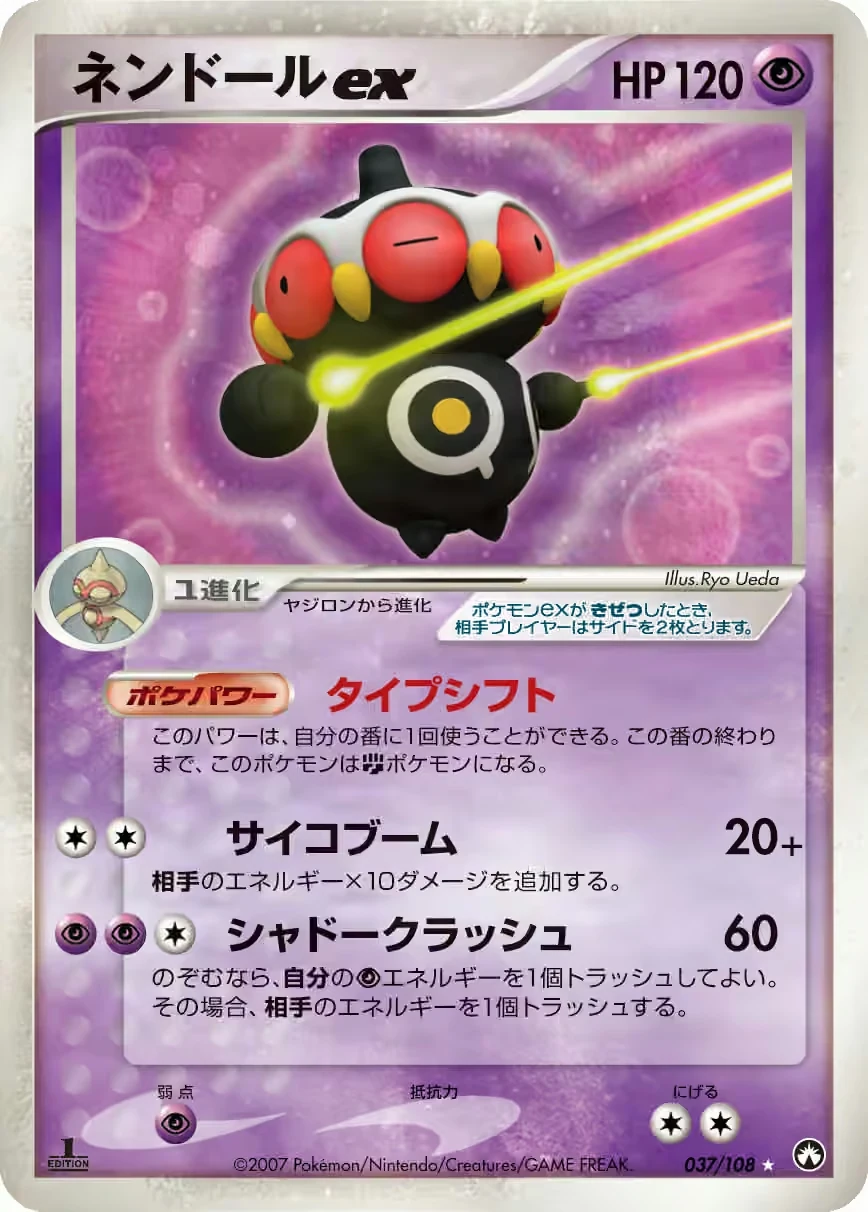 ネンドールex HP 120
Illus.Ryo Ueda
1進化
ヤジロンから進化
ポケモンexが きぜつしたとき、
相手プレイヤーはサイドを2枚とります。
ポケパワー タイプシフト
このパワーは、自分の番に1回使うことができる。この番の終わり
まで、このポケモンはポケモンになる。
サイコブーム 20+
相手のエネルギー×10ダメージを追加する。
シャドークラッシュ 60
のぞむなら、自分のエネルギーを1個トラッシュしてよい。
その場合、相手のエネルギーを1個トラッシュする。
弱点 抵抗力 にげる
1
EDITION
©2007 Pokémon/Nintendo/Creatures/GAME FREAK.
037/108 ★